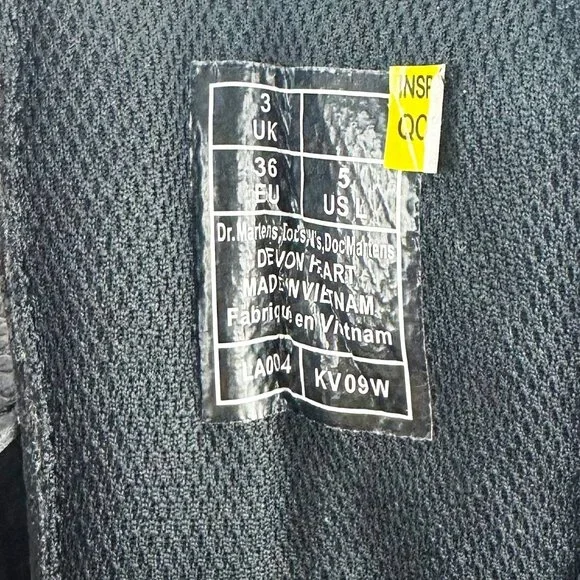 3
UK
INSP
QC
36
EU
5
US L
Dr.Martens,Doc's,N's,DocMartens
DEVON HEART
MADE IN VIETNAM
Fabriqué en Vietnam
LA004
KV09W